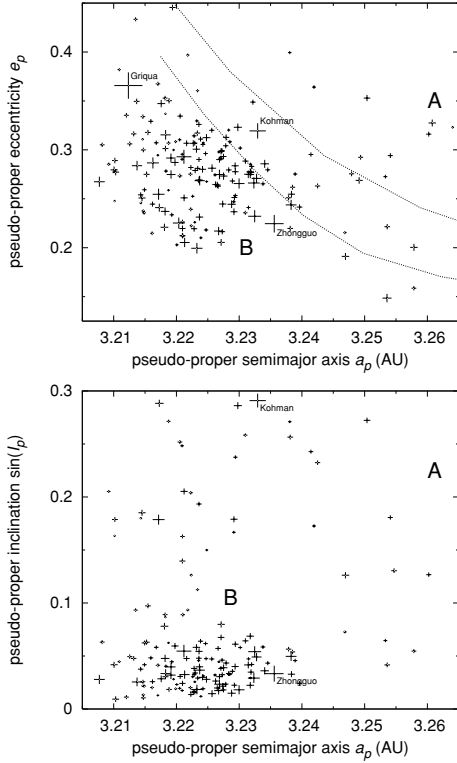 pseudo-proper eccentricity e_p
0.4
0.3
0.2
Griqua
Kohman
A
B
Zhongguo
3.21 3.22 3.23 3.24 3.25 3.26
pseudo-proper semimajor axis a_p (AU)
pseudo-proper inclination sin(I_p)
0.3
0.2
0.1
0
Kohman
A
B
Zhongguo
3.21 3.22 3.23 3.24 3.25 3.26
pseudo-proper semimajor axis a_p (AU)